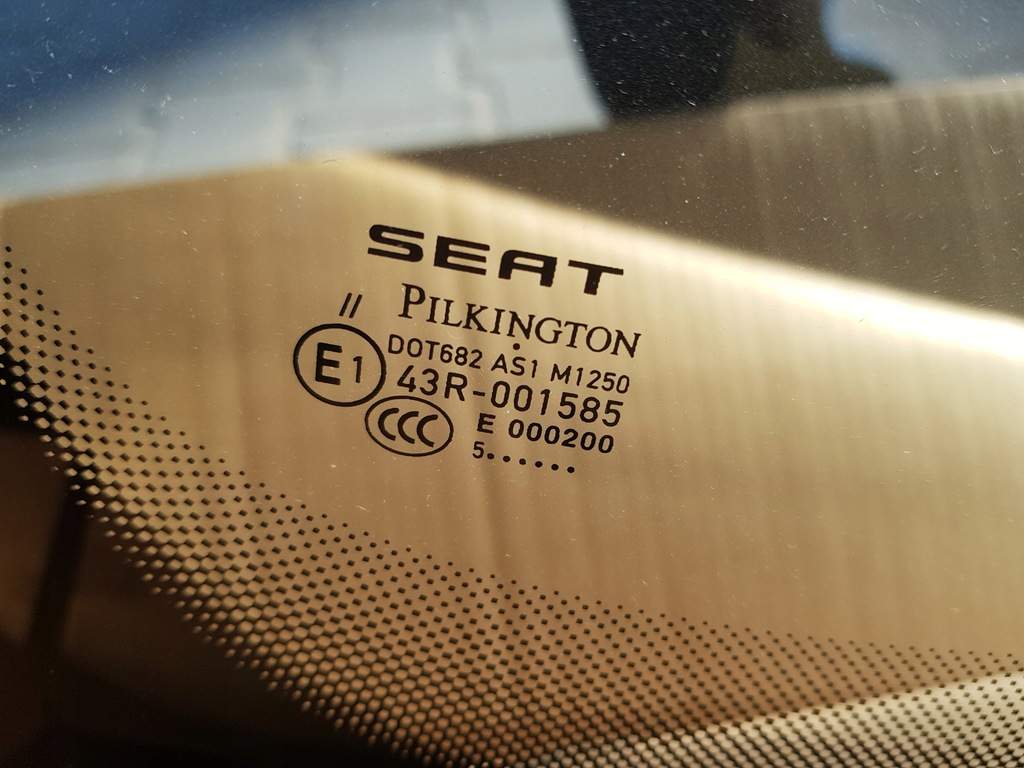 SEAT
PILKINGTON
//
E1
DOT682 AS1 M1250
43R-001585
CCC
E 000200
5......